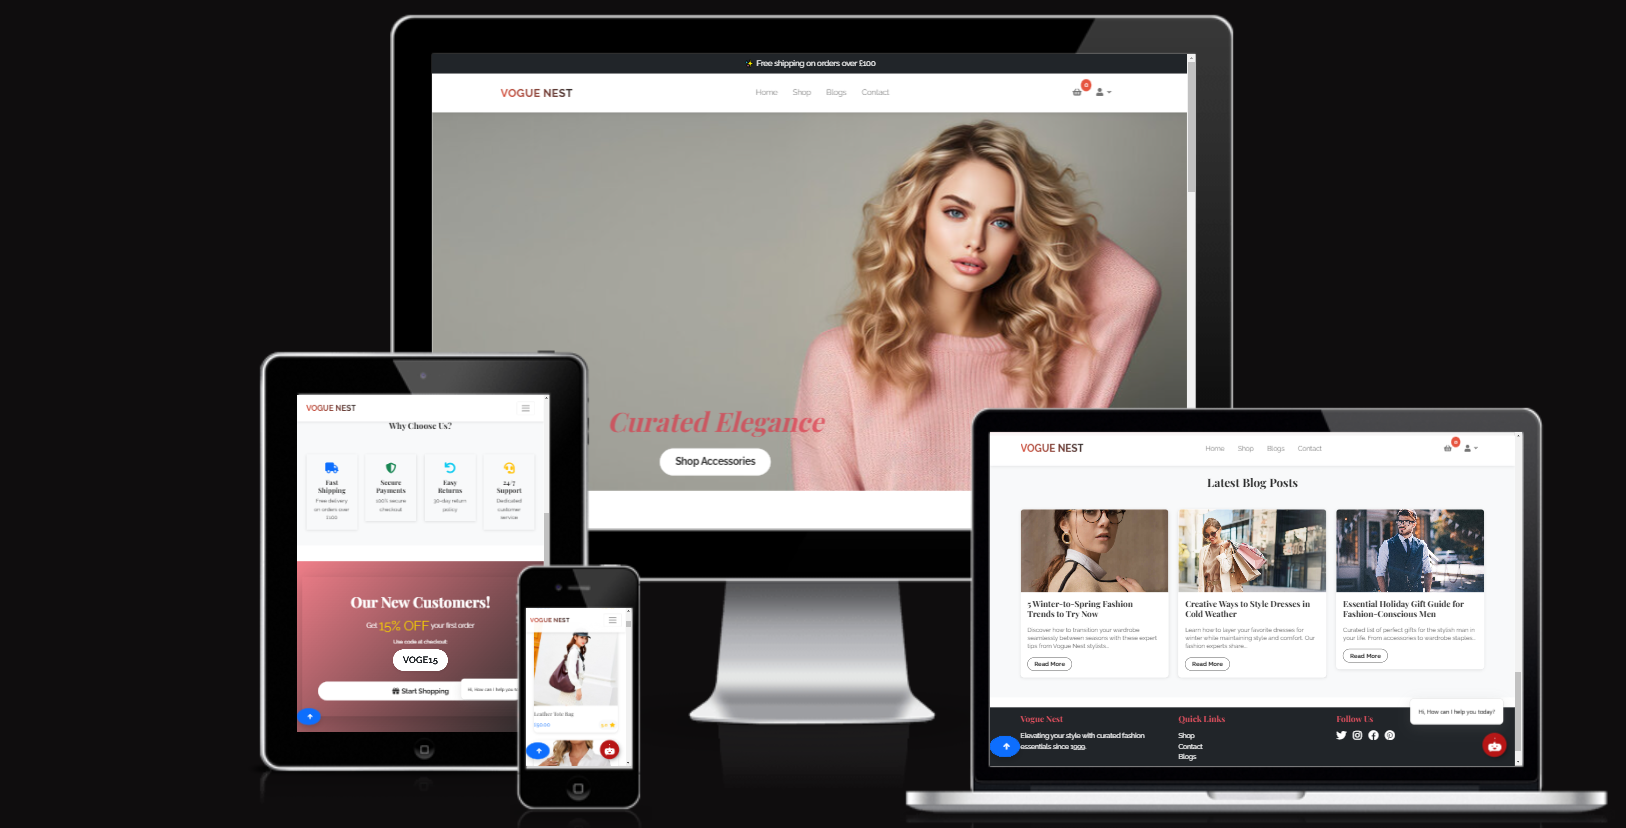 Free shipping on orders over £100
VOGUE NEST
Home Shop Blogs Contact
0
Curated Elegance
Shop Accessories
VOGUE NEST
Why Choose Us?
Fast
Shipping
Free delivery
on orders over
£100
Secure
Payments
100% secure
checkout
Easy
Returns
30-day return
policy
24/7
Support
Dedicated
customer
service
Our New Customers!
Get 15% OFF your first order
Use code at checkout:
VOGE15
Start Shopping
Hi, How can I help you
VOGUE NEST
Leather Tote Bag
VOGUE NEST
Home Shop Blogs Contact
0
Latest Blog Posts
5 Winter-to-Spring Fashion
Trends to Try Now
Discover how to transition your wardrobe
seamlessly between seasons with these expert
tips from Vogue Nest stylists...
Read More
Creative Ways to Style Dresses in
Cold Weather
Learn how to layer your favorite dresses for
winter while maintaining style and comfort. Our
fashion experts share...
Read More
Essential Holiday Gift Guide for
Fashion-Conscious Men
Curated list of perfect gifts for the stylish man in
your life. From accessories to wardrobe staples...
Read More
Vogue Nest
Elevating your style with curated fashion
essentials since 1999.
Quick Links
Shop
Contact
Blogs
Follow Us
Hi, How can I help you today?